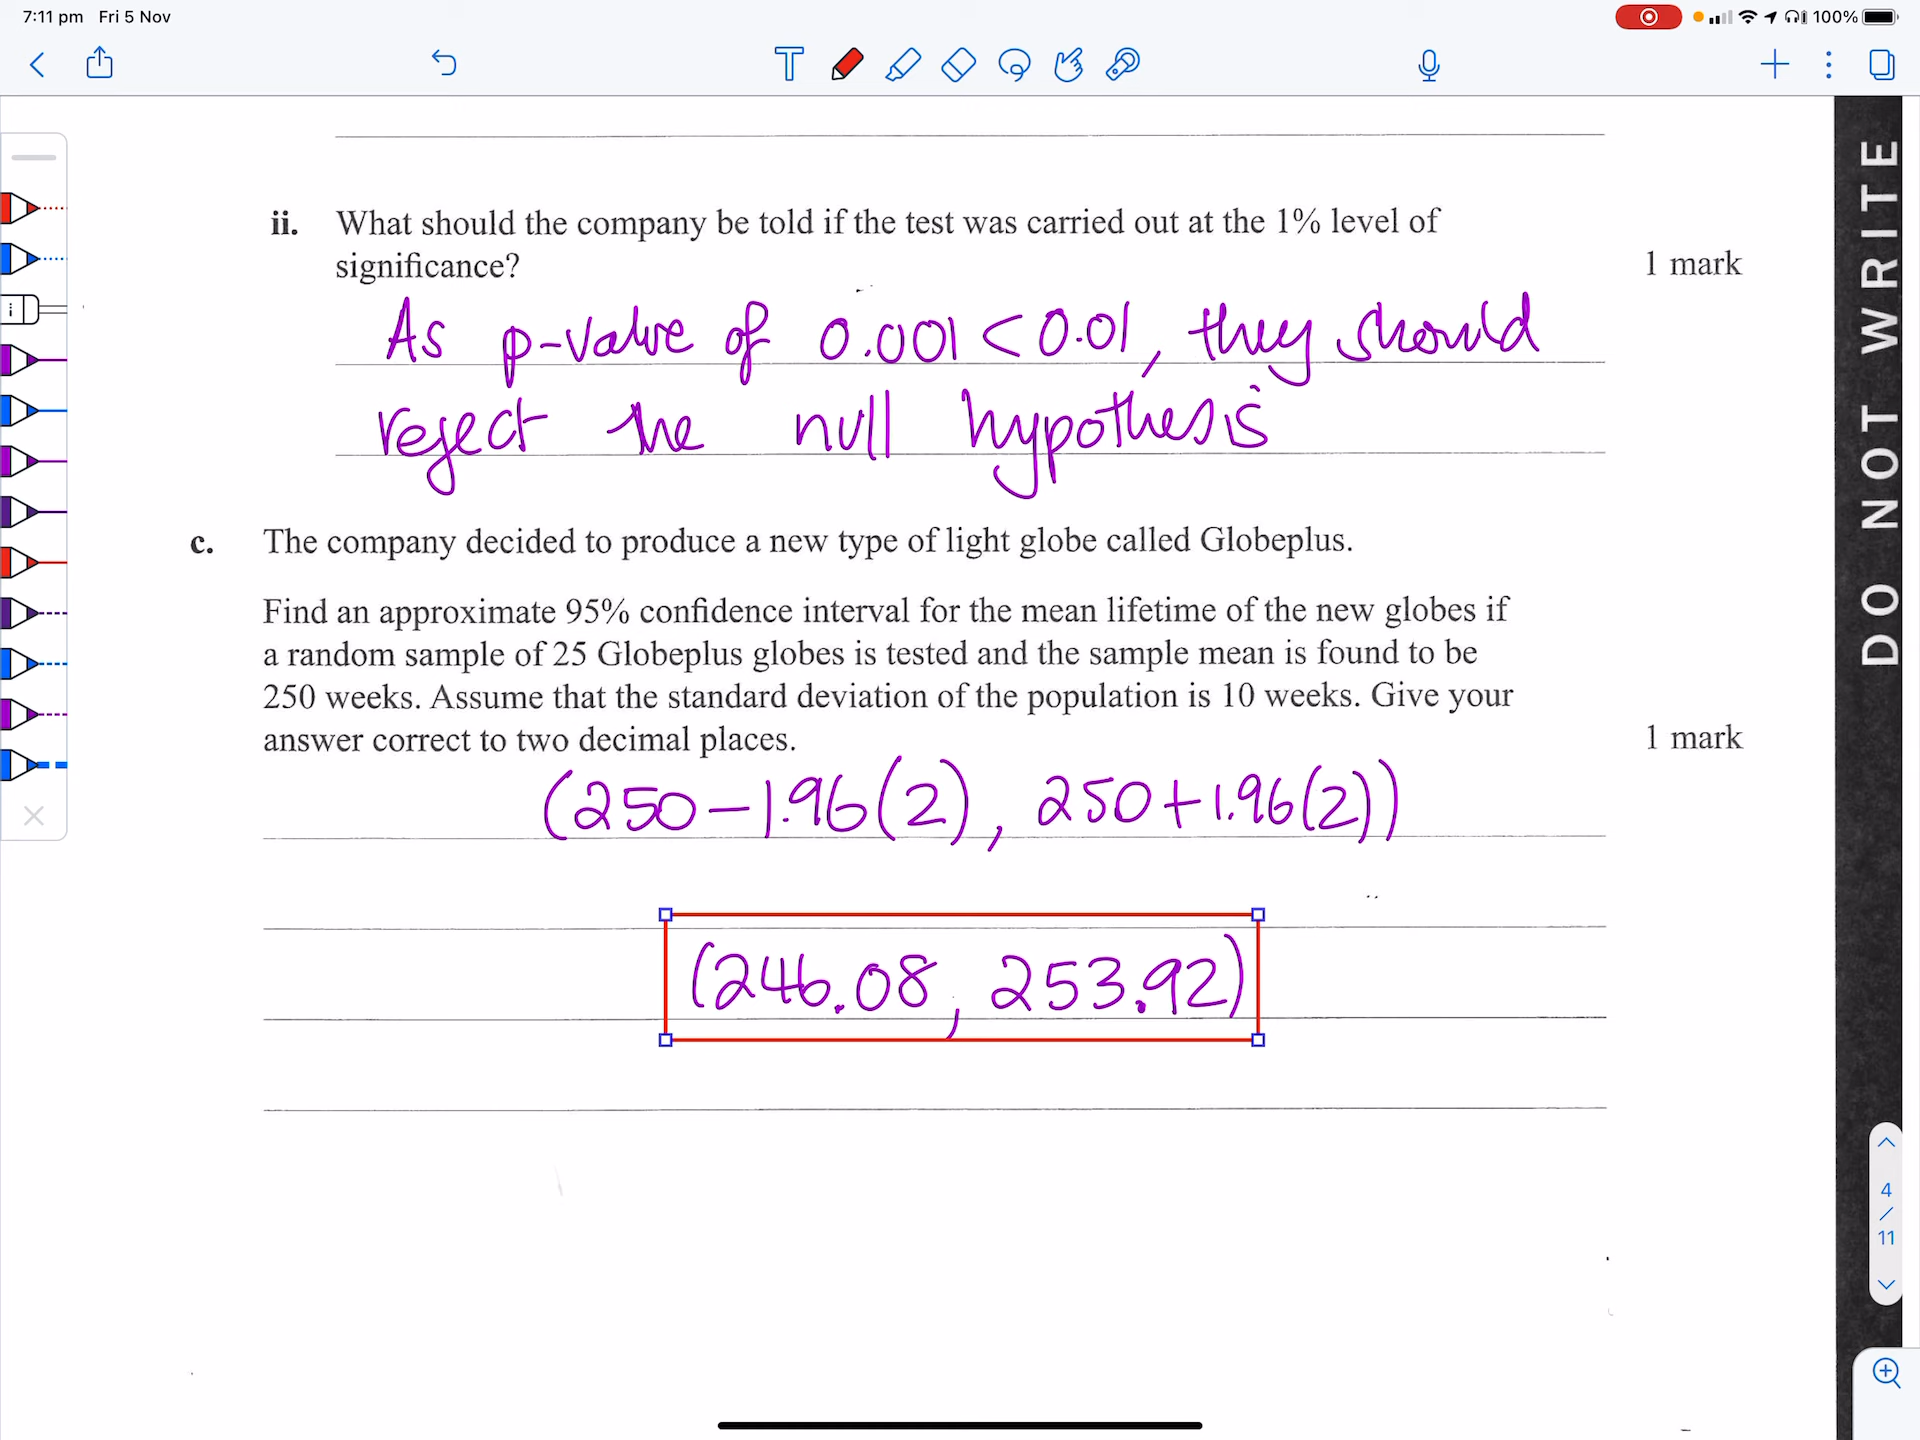 7:11 pm Fri 5 Nov
100%
ii. What should the company be told if the test was carried out at the 1% level of
significance?
1 mark
As p-value of 0.001 < 0.01, they should
reject the null hypothesis
c. The company decided to produce a new type of light globe called Globeplus.
Find an approximate 95% confidence interval for the mean lifetime of the new globes if
a random sample of 25 Globeplus globes is tested and the sample mean is found to be
250 weeks. Assume that the standard deviation of the population is 10 weeks. Give your
answer correct to two decimal places.
1 mark
(250-1.96(2), 250+1.96(2))
(246.08, 253.92)
DO NOT WRITE
4
/
11